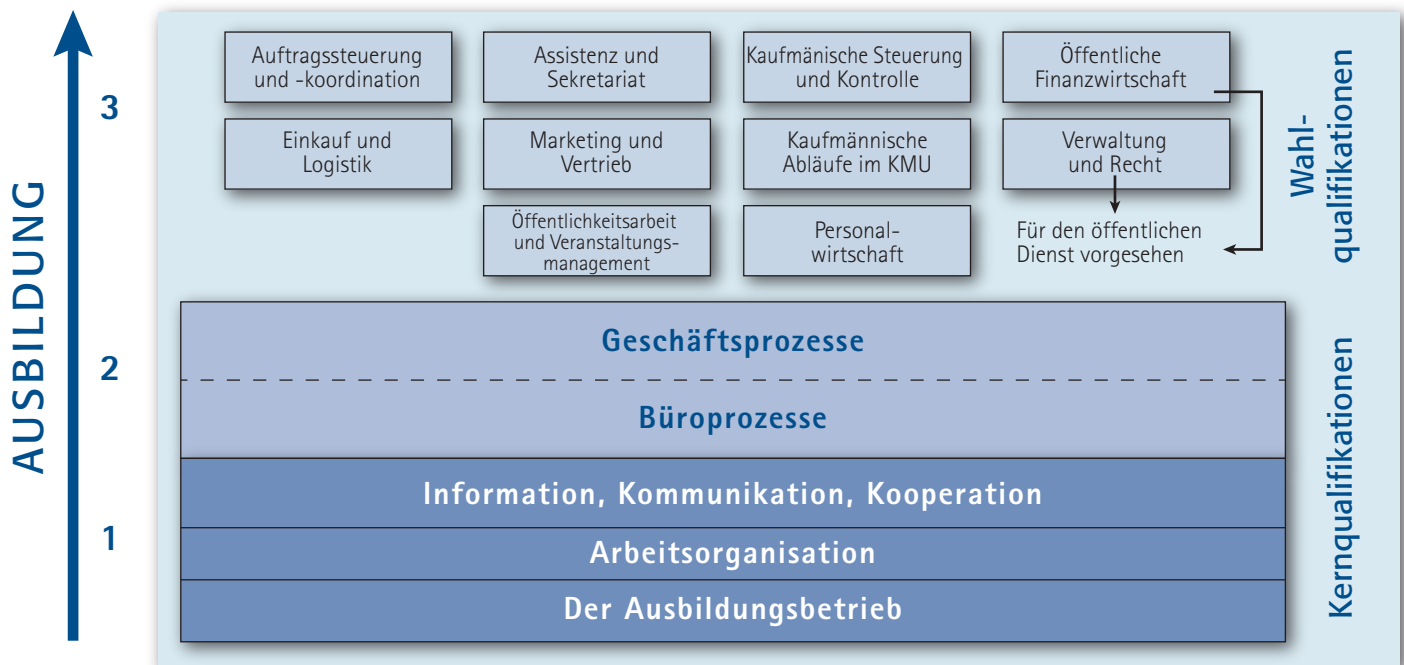 AUSBILDUNG
3
Auftragssteuerung
und -koordination
Assistenz und
Sekretariat
Kaufmänische Steuerung
und Kontrolle
Öffentliche
Finanzwirtschaft
Einkauf und
Logistik
Marketing und
Vertrieb
Kaufmännische
Abläufe im KMU
Verwaltung
und Recht
Öffentlichkeitsarbeit
und Veranstaltungs-
management
Personal-
wirtschaft
Für den öffentlichen
Dienst vorgesehen
Wahl-
qualifikationen
2
Geschäftsprozesse
Büroprozesse
1
Information, Kommunikation, Kooperation
Arbeitsorganisation
Der Ausbildungsbetrieb
Kernqualifikationen